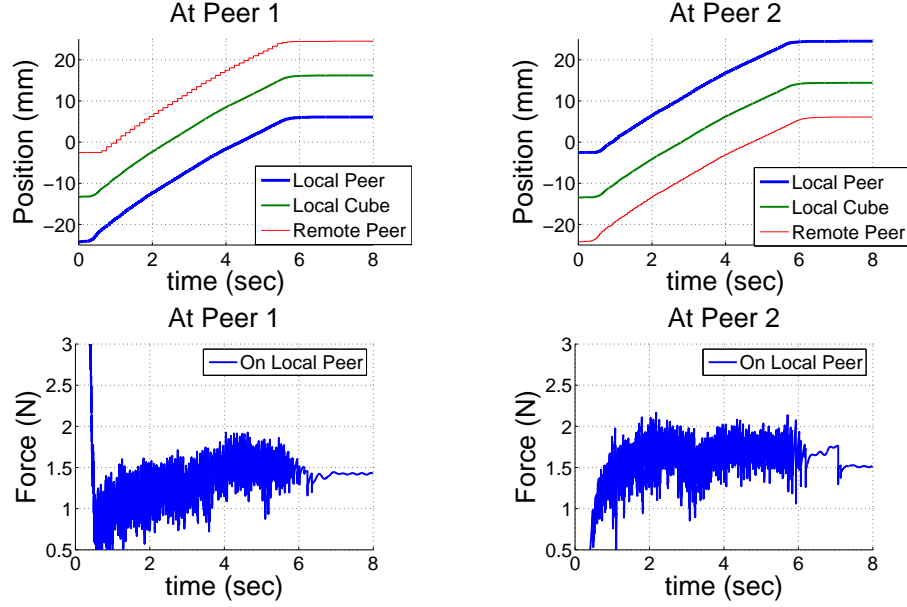 At Peer 1
Position (mm)
20
10
0
−10
−20
0 2 4 6 8
time (sec)
Local Peer
Local Cube
Remote Peer
At Peer 2
Position (mm)
20
10
0
−10
−20
0 2 4 6 8
time (sec)
Local Peer
Local Cube
Remote Peer
At Peer 1
Force (N)
3
2.5
2
1.5
1
0.5
0 2 4 6 8
time (sec)
On Local Peer
At Peer 2
Force (N)
3
2.5
2
1.5
1
0.5
0 2 4 6 8
time (sec)
On Local Peer